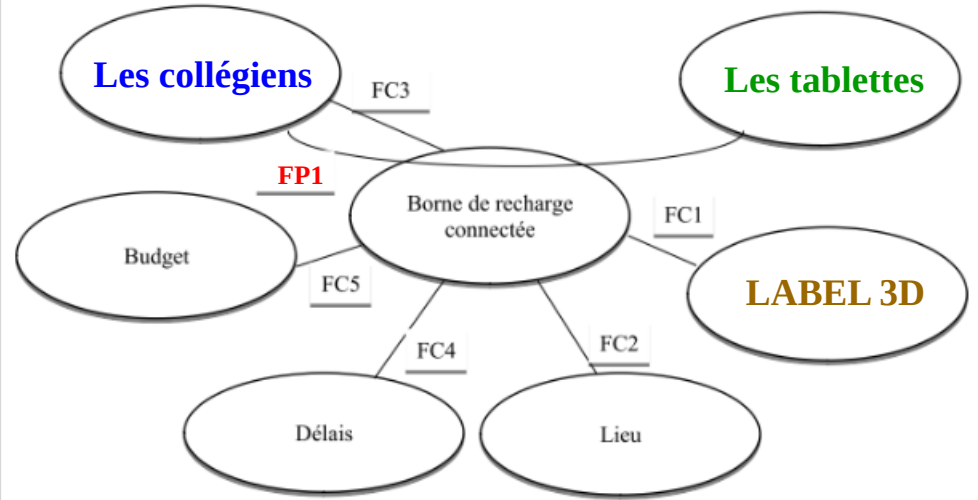 Les collégiens
FC3
Les tablettes
FP1
Borne de recharge
connectée
FC1
Budget
FC5
LABEL 3D
FC4
FC2
Délais
Lieu